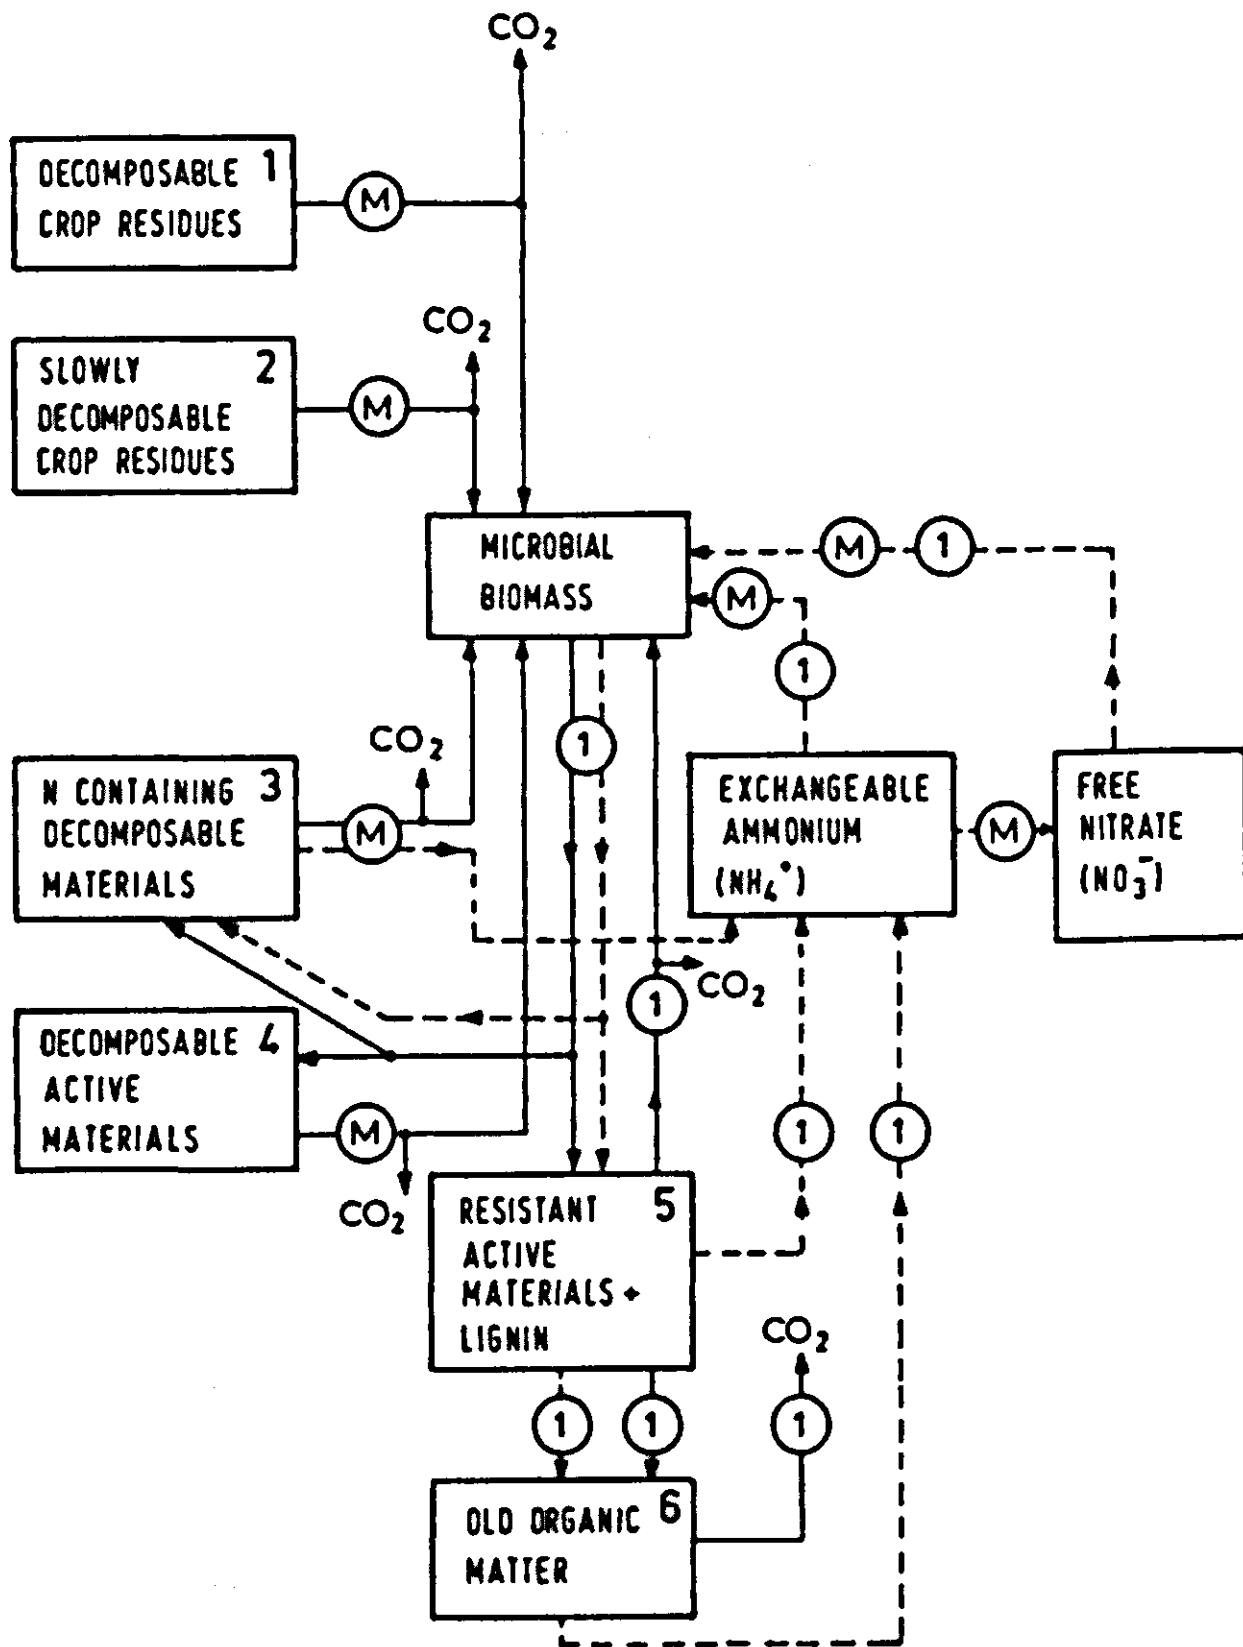 CO2
DECOMPOSABLE 1
CROP RESIDUES
M
CO2
SLOWLY 2
DECOMPOSABLE
CROP RESIDUES
M
MICROBIAL
BIOMASS
M
1
M
1
1
CO2
N CONTAINING 3
DECOMPOSABLE
MATERIALS
M
EXCHANGEABLE
AMMONIUM
(NH4+)
M
FREE
NITRATE
(NO3-)
CO2
1
DECOMPOSABLE 4
ACTIVE
MATERIALS
M
1
1
CO2
RESISTANT 5
ACTIVE
MATERIALS +
LIGNIN
CO2
1
1
1
OLD ORGANIC 6
MATTER